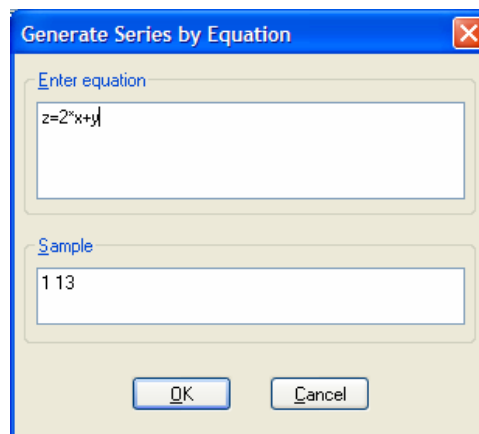 Generate Series by Equation
Enter equation
z=2*x+y
Sample
1 13
OK
Cancel